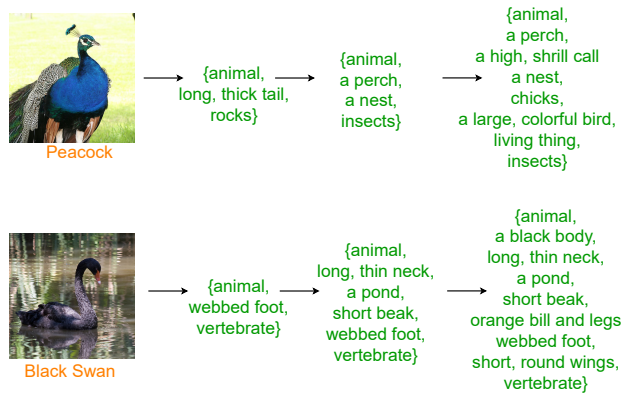 Peacock
{animal,
long, thick tail,
rocks}
{animal,
a perch,
a nest,
insects}
{animal,
a perch,
a high, shrill call
a nest,
chicks,
a large, colorful bird,
living thing,
insects}
Black Swan
{animal,
webbed foot,
vertebrate}
{animal,
long, thin neck,
a pond,
short beak,
webbed foot,
vertebrate}
{animal,
a black body,
long, thin neck,
a pond,
short beak,
orange bill and legs
webbed foot,
short, round wings,
vertebrate}